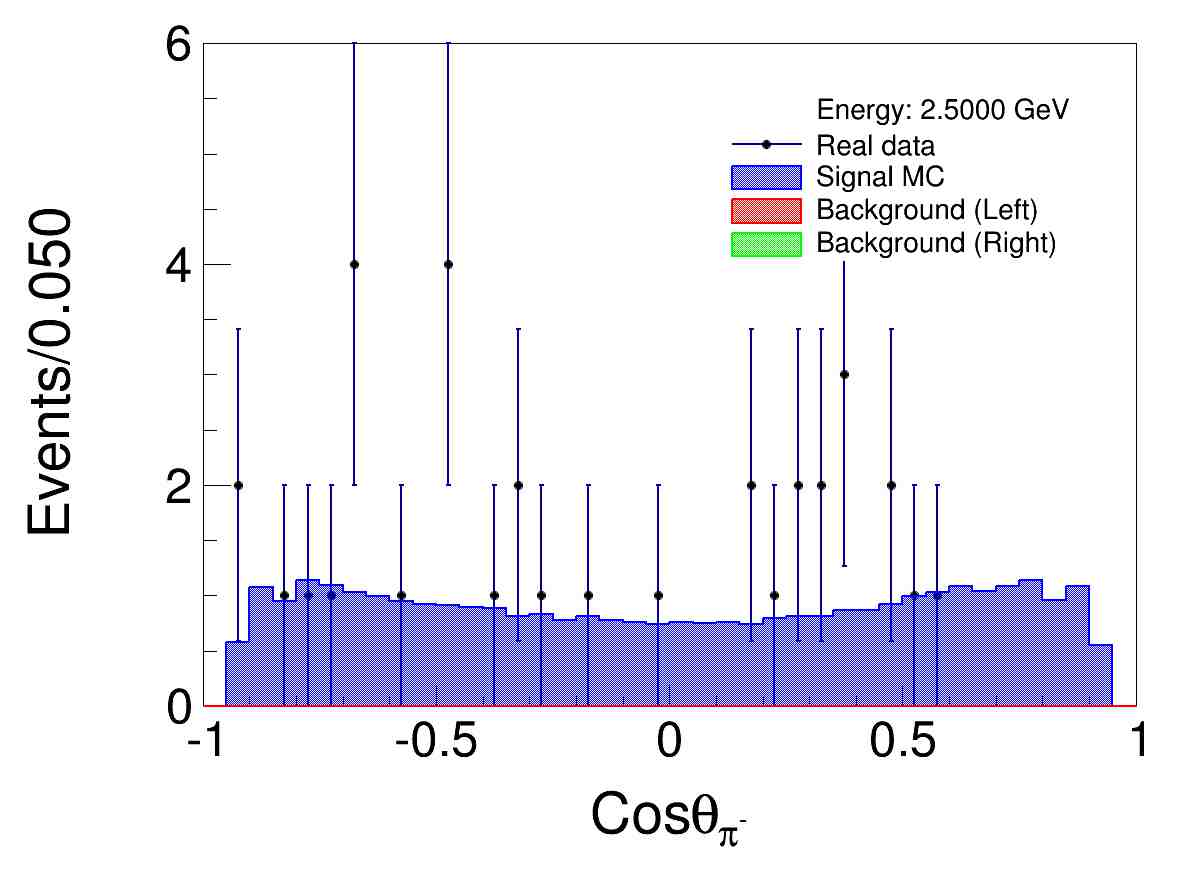 6
4
2
0
-1
-0.5
0
0.5
1
Events/0.050
Cosθπ-
Energy: 2.5000 GeV
Real data
Signal MC
Background (Left)
Background (Right)